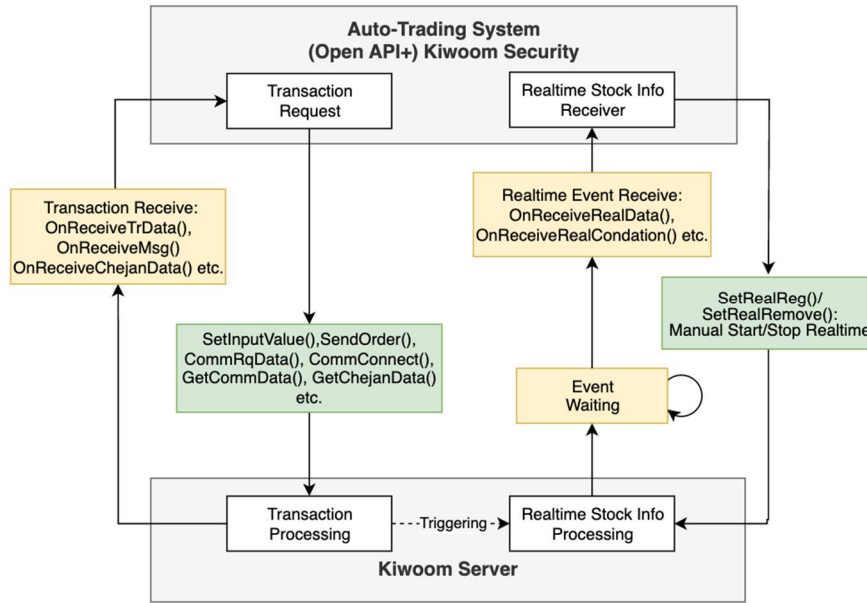 Auto-Trading System
(Open API+) Kiwoom Security
Transaction
Request
Realtime Stock Info
Receiver
Transaction Receive:
OnReceiveTrData(),
OnReceiveMsg()
OnReceiveChejanData() etc.
Realtime Event Receive:
OnReceiveRealData(),
OnReceiveRealCondation() etc.
SetRealReg()/
SetRealRemove():
Manual Start/Stop Realtime
SetInputValue(),SendOrder(),
CommRqData(), CommConnect(),
GetCommData(), GetChejanData()
etc.
Event
Waiting
Transaction
Processing
Triggering
Realtime Stock Info
Processing
Kiwoom Server